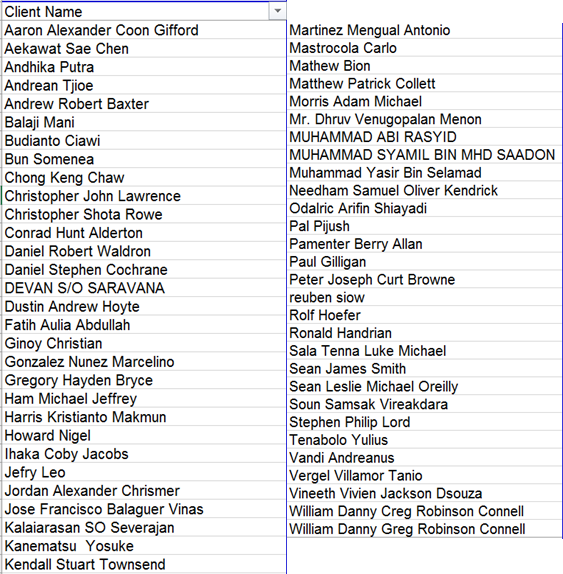 Client Name
Aaron Alexander Coon Gifford
Aekawat Sae Chen
Andhika Putra
Andrean Tjioe
Andrew Robert Baxter
Balaji Mani
Budianto Ciawi
Bun Somenea
Chong Keng Chaw
Christopher John Lawrence
Christopher Shota Rowe
Conrad Hunt Alderton
Daniel Robert Waldron
Daniel Stephen Cochrane
DEVAN S/O SARAVANA
Dustin Andrew Hoyte
Fatih Aulia Abdullah
Ginoy Christian
Gonzalez Nunez Marcelino
Gregory Hayden Bryce
Ham Michael Jeffrey
Harris Kristianto Makmun
Howard Nigel
Ihaka Coby Jacobs
Jefry Leo
Jordan Alexander Chrismer
Jose Francisco Balaguer Vinas
Kalaiarasan SO Severajan
Kanematsu  Yosuke
Kendall Stuart Townsend
Martinez Mengual Antonio
Mastrocola Carlo
Mathew Bion
Matthew Patrick Collett
Morris Adam Michael
Mr. Dhruv Venugopalan Menon
MUHAMMAD ABI RASYID
MUHAMMAD SYAMIL BIN MHD SAADON
Muhammad Yasir Bin Selamad
Needham Samuel Oliver Kendrick
Odalric Arifin Shiayadi
Pal Pijush
Pamenter Berry Allan
Paul Gilligan
Peter Joseph Curt Browne
reuben siow
Rolf Hoefer
Ronald Handrian
Sala Tenna Luke Michael
Sean James Smith
Sean Leslie Michael Oreilly
Soun Samsak Vireakdara
Stephen Philip Lord
Tenabolo Yulius
Vandi Andreanus
Vergel Villamor Tanio
Vineeth Vivien Jackson Dsouza
William Danny Creg Robinson Connell
William Danny Greg Robinson Connell